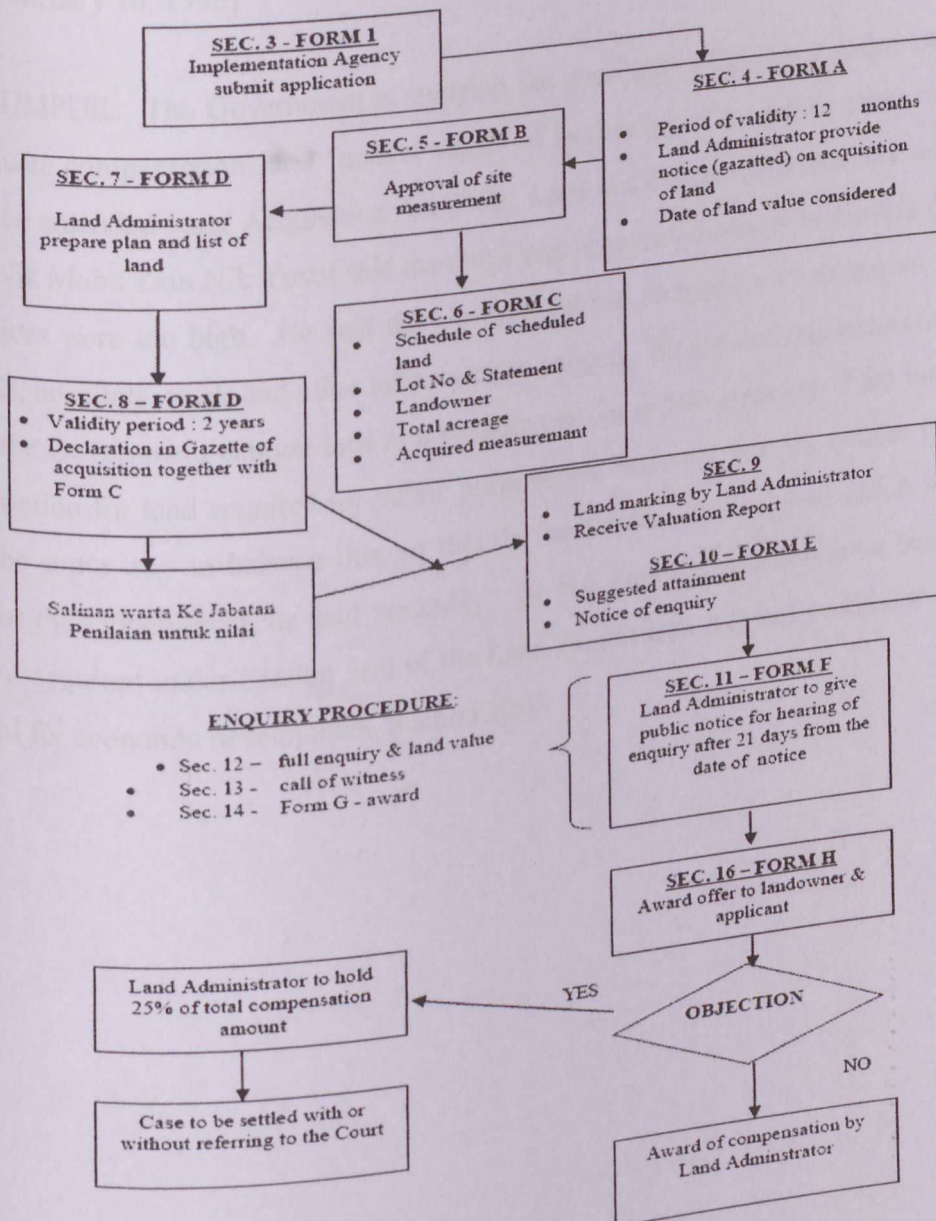 SEC. 3 - FORM 1
Implementation Agency
submit application
SEC. 4 - FORM A
• Period of validity : 12 months
• Land Administrator provide
notice (gazatted) on acquisition
of land
• Date of land value considered
SEC. 5 - FORM B
Approval of site
measurement
SEC. 7 - FORM D
Land Administrator
prepare plan and list of
land
SEC. 6 - FORM C
• Schedule of scheduled
land
• Lot No & Statement
• Landowner
• Total acreage
• Acquired measuremant
SEC. 8 - FORM D
• Validity period : 2 years
• Declaration in Gazette of
acquisition together with
Form C
SEC. 9
• Land marking by Land Administrator
• Receive Valuation Report
SEC. 10 - FORM E
• Suggested attainment
• Notice of enquiry
Salinan warta Ke Jabatan
Penilaian untuk nilai
SEC. 11 – FORM F
Land Administrator to give
public notice for hearing of
enquiry after 21 days from the
date of notice
ENQUIRY PROCEDURE:
• Sec. 12 – full enquiry & land value
• Sec. 13 - call of witness
• Sec. 14 - Form G - award
SEC. 16 – FORM H
Award offer to landowner &
applicant
OBJECTION
YES
NO
Land Administrator to hold
25% of total compensation
amount
Case to be settled with or
without referring to the Court
Award of compensation by
Land Adminstrator